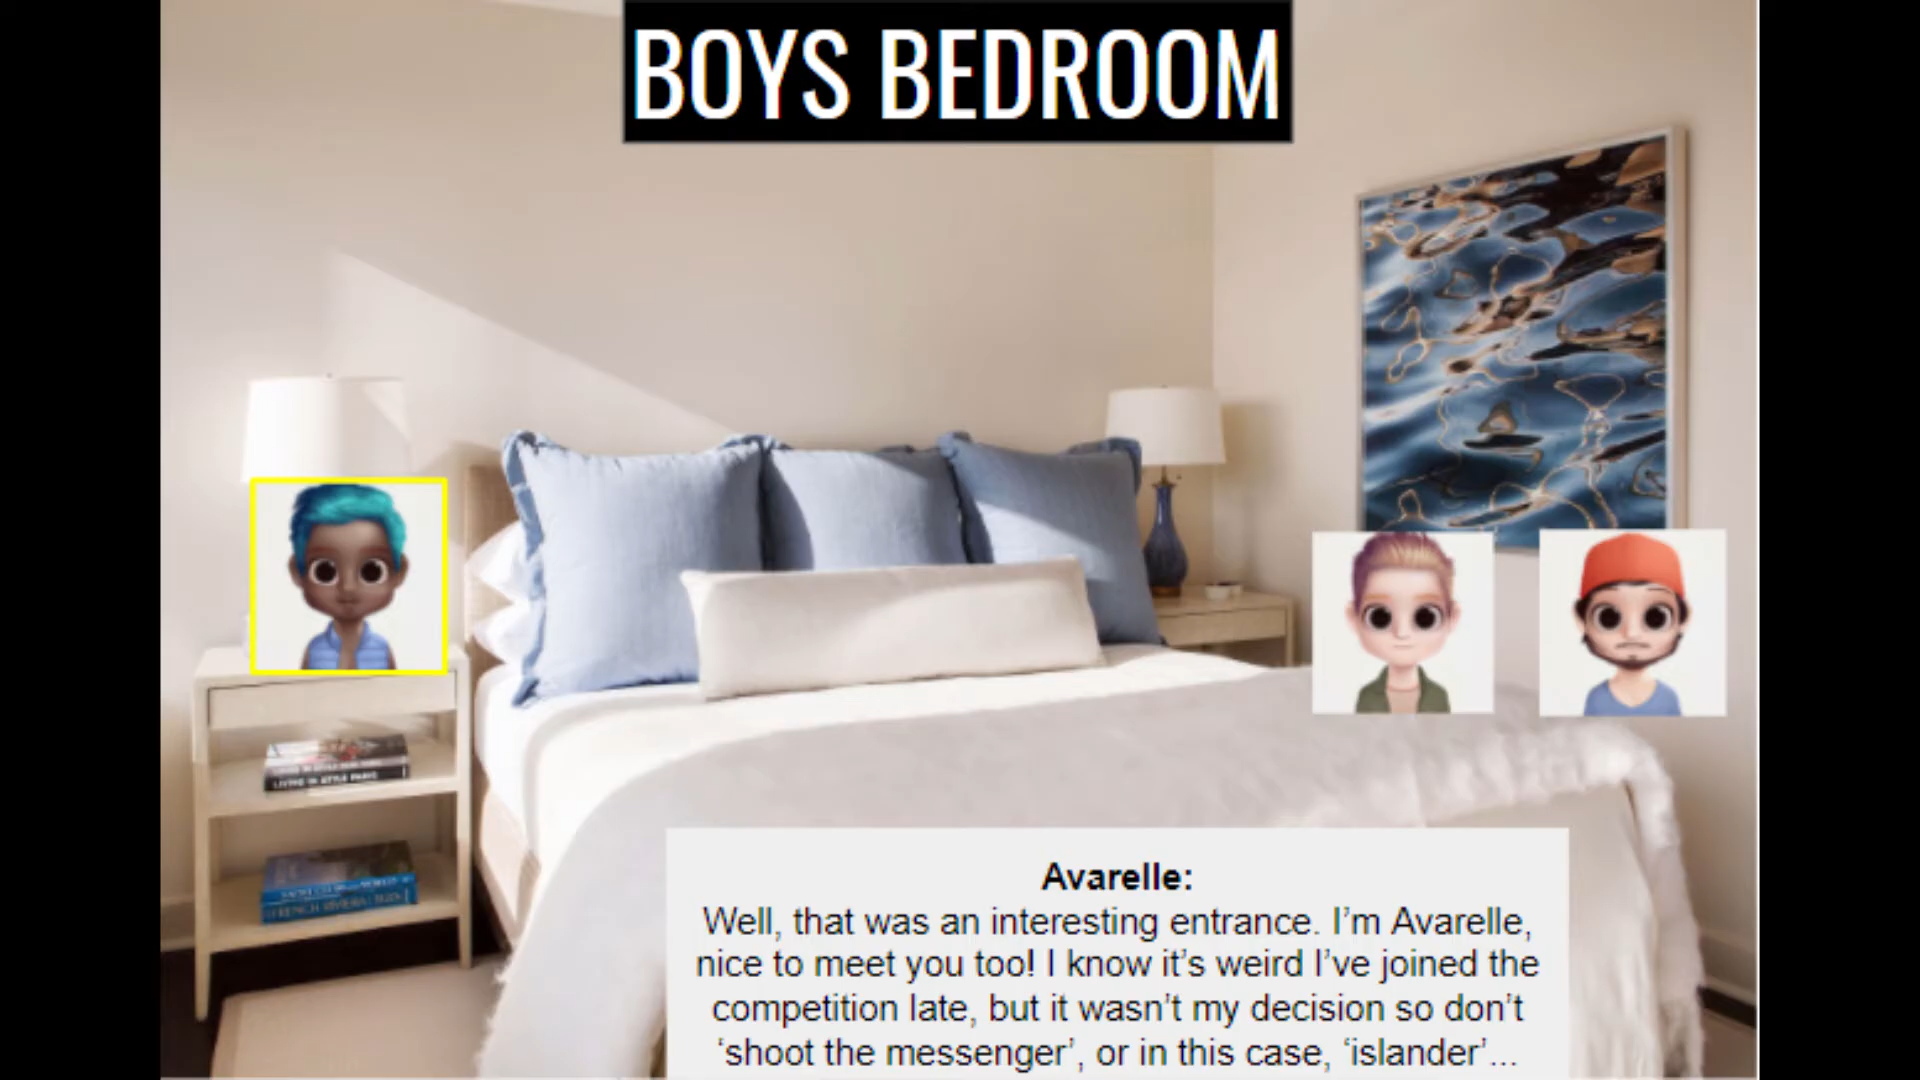 BOYS BEDROOM
LIVING IN STYLE PARIS
FRENCH RIVIERA
Avarelle:
Well, that was an interesting entrance. I’m Avarelle,
nice to meet you too! I know it’s weird I’ve joined the
competition late, but it wasn’t my decision so don’t
‘shoot the messenger’, or in this case, ‘islander’...